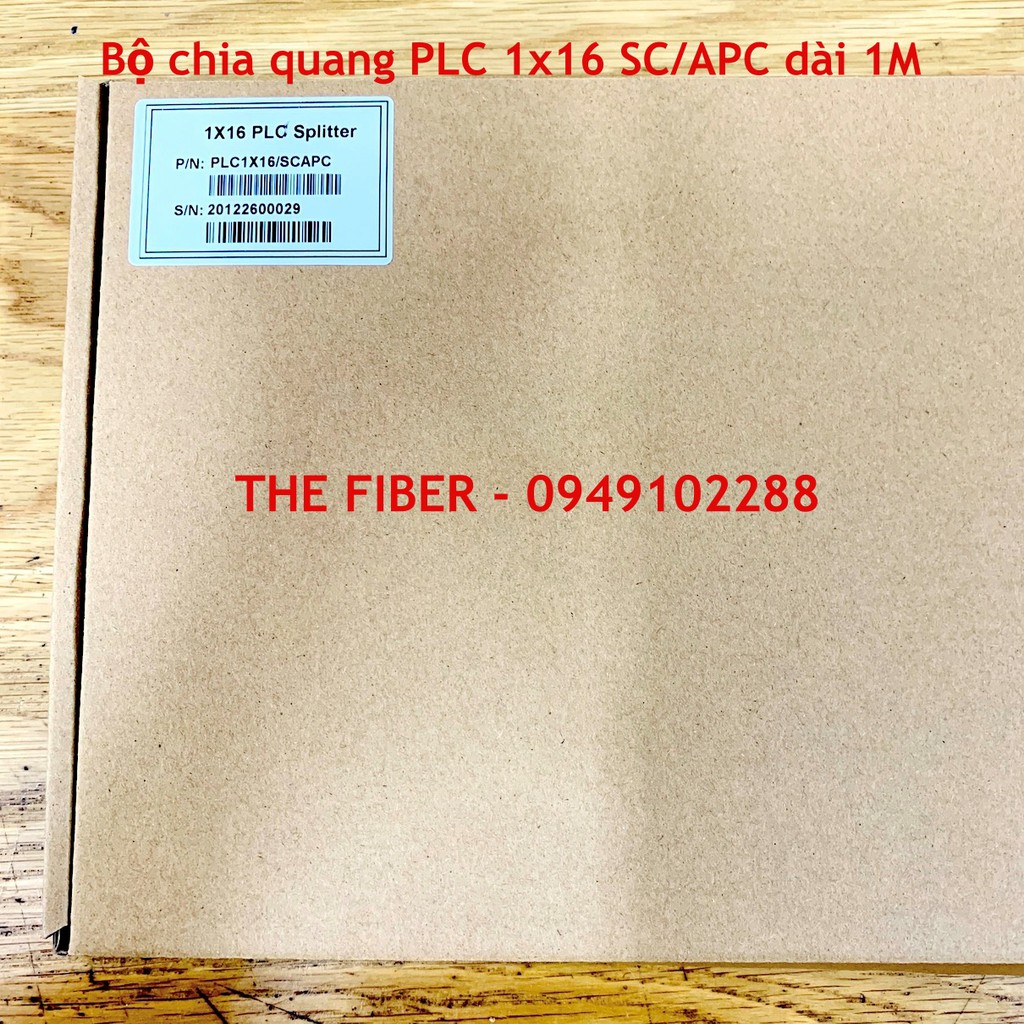 Bộ chia quang PLC 1x16 SC/APC dài 1M
1X16 PLC Splitter
P/N: PLC1X16/SCAPC
S/N: 20122600029
THE FIBER - 0949102288